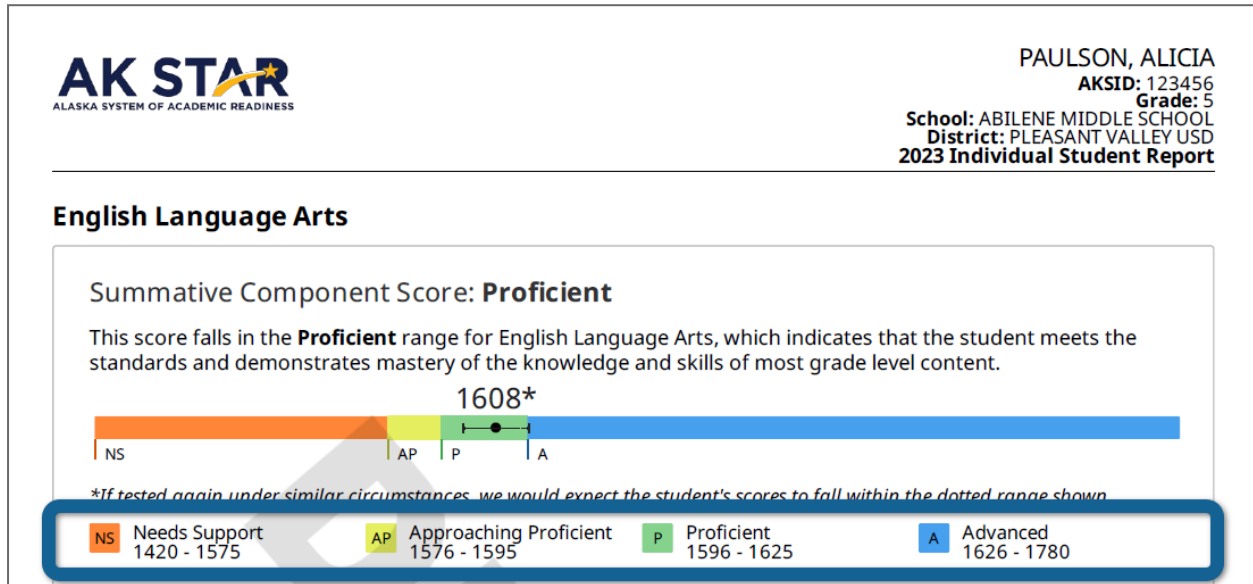 AK STAR
ALASKA SYSTEM OF ACADEMIC READINESS
PAULSON, ALICIA
AKSID: 123456
Grade: 5
School: ABILENE MIDDLE SCHOOL
District: PLEASANT VALLEY USD
2023 Individual Student Report
English Language Arts
Summative Component Score: Proficient
This score falls in the Proficient range for English Language Arts, which indicates that the student meets the
standards and demonstrates mastery of the knowledge and skills of most grade level content.
1608*
NS AP P A
*If tested again under similar circumstances, we would expect the student's scores to fall within the dotted range shown
NS Needs Support AP Approaching Proficient P Proficient A Advanced
1420 - 1575 1576 - 1595 1596 - 1625 1626 - 1780